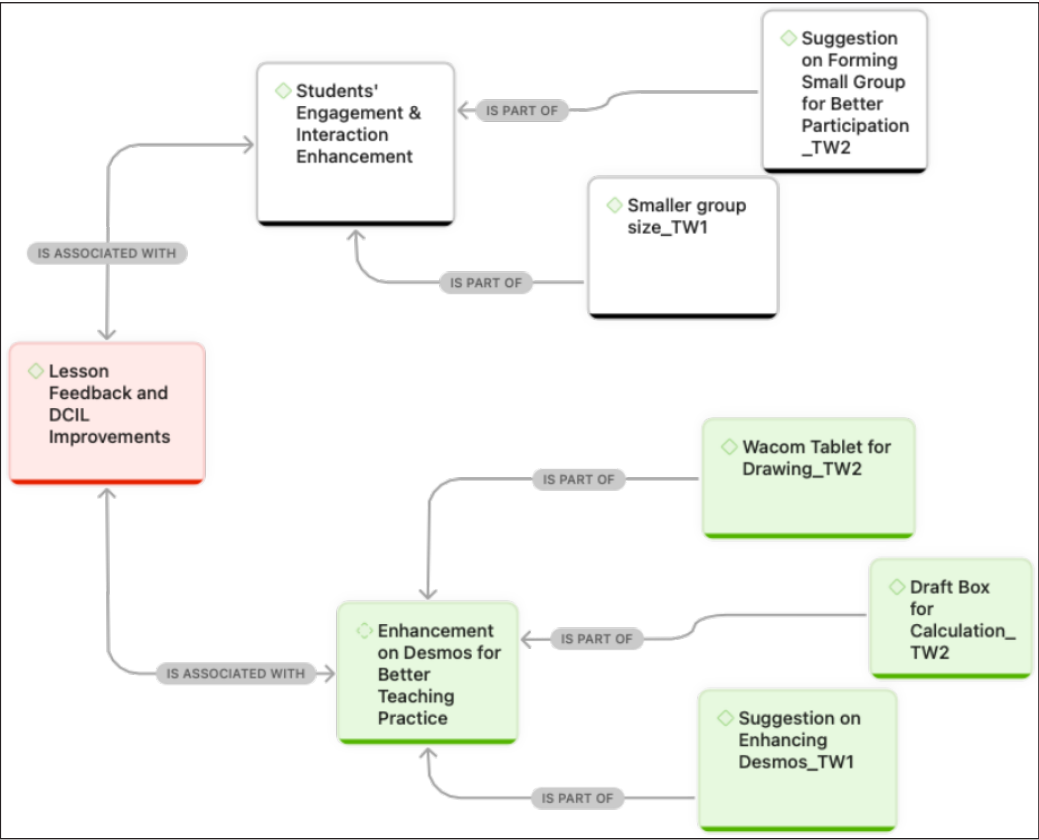 Suggestion
on Forming
Small Group
for Better
Participation
_TW2
Students'
Engagement &
Interaction
Enhancement
IS PART OF
Smaller group
size_TW1
IS ASSOCIATED WITH
IS PART OF
Lesson
Feedback and
DCIL
Improvements
Wacom Tablet for
Drawing_TW2
IS PART OF
Draft Box
for
Calculation_
TW2
Enhancement
on Desmos for
Better
Teaching
Practice
IS PART OF
IS ASSOCIATED WITH
Suggestion on
Enhancing
Desmos_TW1
IS PART OF